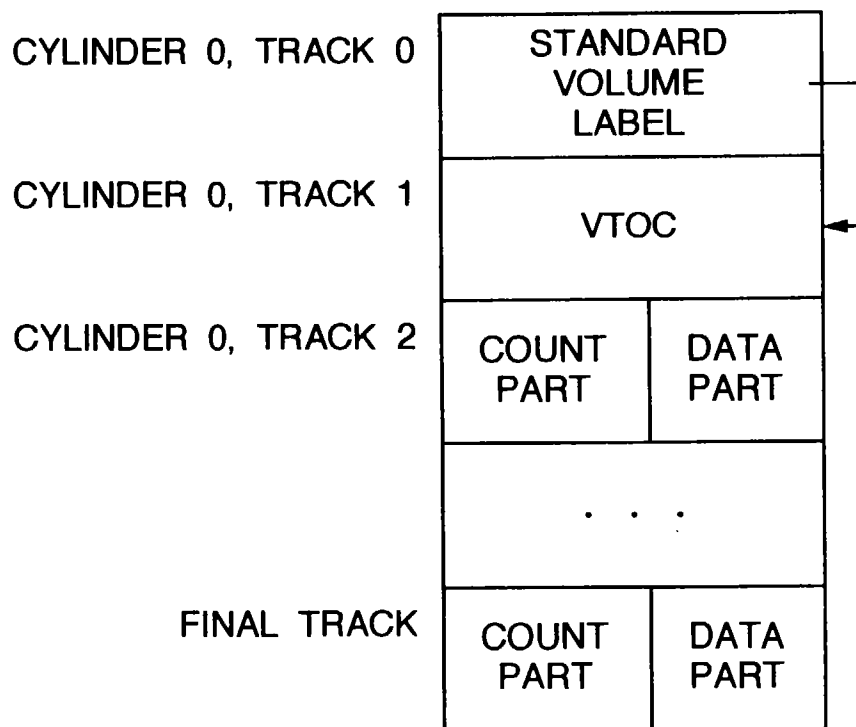 CYLINDER 0, TRACK 0
STANDARD
VOLUME
LABEL
CYLINDER 0, TRACK 1
VTOC
CYLINDER 0, TRACK 2
COUNT
PART
DATA
PART
. . .
FINAL TRACK
COUNT
PART
DATA
PART